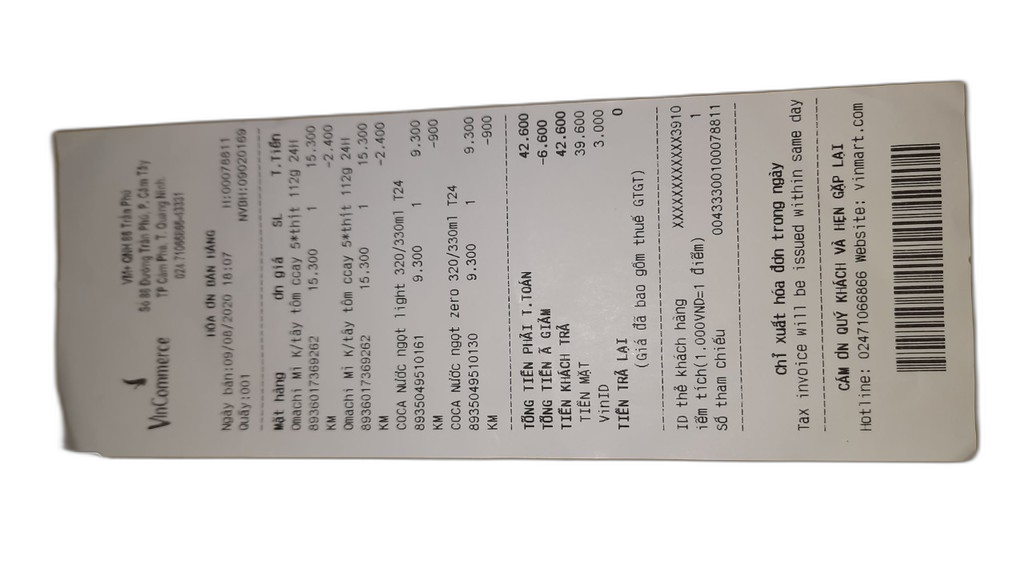 VinCommerce
VM+ QNH 88 Trần Phú
Số 88 Đường Trần Phú, P. Cẩm Tây
TP Cẩm Phả, T. Quảng Ninh
024.71066866-43331
HÓA ƠN BÁN HÀNG
Ngày bán:09/08/2020 18:07 H:00078811
Quầy:001 NVBH:09020169
Mặt hàng ơn giá SL T.Tiền
Omachi Mì K/tây tôm ccay 5*thịt 112g 24H
8936017369262 15.300 1 15.300
KM -2.400
Omachi Mì K/tây tôm ccay 5*thịt 112g 24H
8936017369262 15.300 1 15.300
KM -2.400
COCA Nước ngọt light 320/330ml T24
8935049510161 9.300 1 9.300
KM -900
COCA Nước ngọt zero 320/330ml T24
8935049510130 9.300 1 9.300
KM -900
TỔNG TIỀN PHẢI T.TOÁN 42.600
TỔNG TIỀN Ã GIẢM -6.600
TIỀN KHÁCH TRẢ 42.600
TIỀN MẶT 39.600
VinID 3.000
TIỀN TRẢ LẠI 0
(Giá đã bao gồm thuế GTGT)
ID thẻ khách hàng XXXXXXXXXXXX3910
iểm tích(1.000VND=1 điểm) 1
Số tham chiếu 00433300100078811
Chỉ xuất hóa đơn trong ngày
Tax invoice will be issued within same day
CẢM ƠN QUÝ KHÁCH VÀ HẸN GẶP LẠI
Hotline: 02471066866 Website: vinmart.com